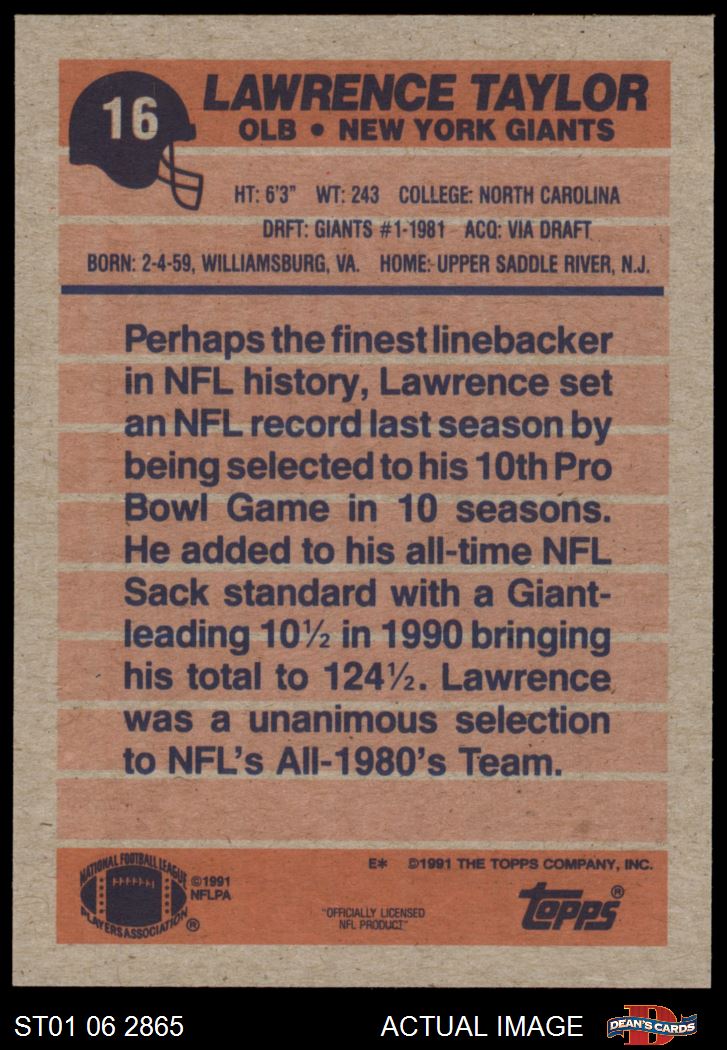 16
LAWRENCE TAYLOR
OLB • NEW YORK GIANTS
HT: 6'3" WT: 243 COLLEGE: NORTH CAROLINA
DRFT: GIANTS #1-1981 ACQ: VIA DRAFT
BORN: 2-4-59, WILLIAMSBURG, VA. HOME: UPPER SADDLE RIVER, N.J.
Perhaps the finest linebacker
in NFL history, Lawrence set
an NFL record last season by
being selected to his 10th Pro
Bowl Game in 10 seasons.
He added to his all-time NFL
Sack standard with a Giant-
leading 10½ in 1990 bringing
his total to 124½. Lawrence
was a unanimous selection
to NFL's All-1980's Team.
E* ©1991 THE TOPPS COMPANY, INC.
NATIONAL FOOTBALL LEAGUE
PLAYERS ASSOCIATION ®
©1991
NFLPA
"OFFICIALLY LICENSED
NFL PRODUCT"
topps®
ST01 06 2865 ACTUAL IMAGE
D
DEAN'S CARDS